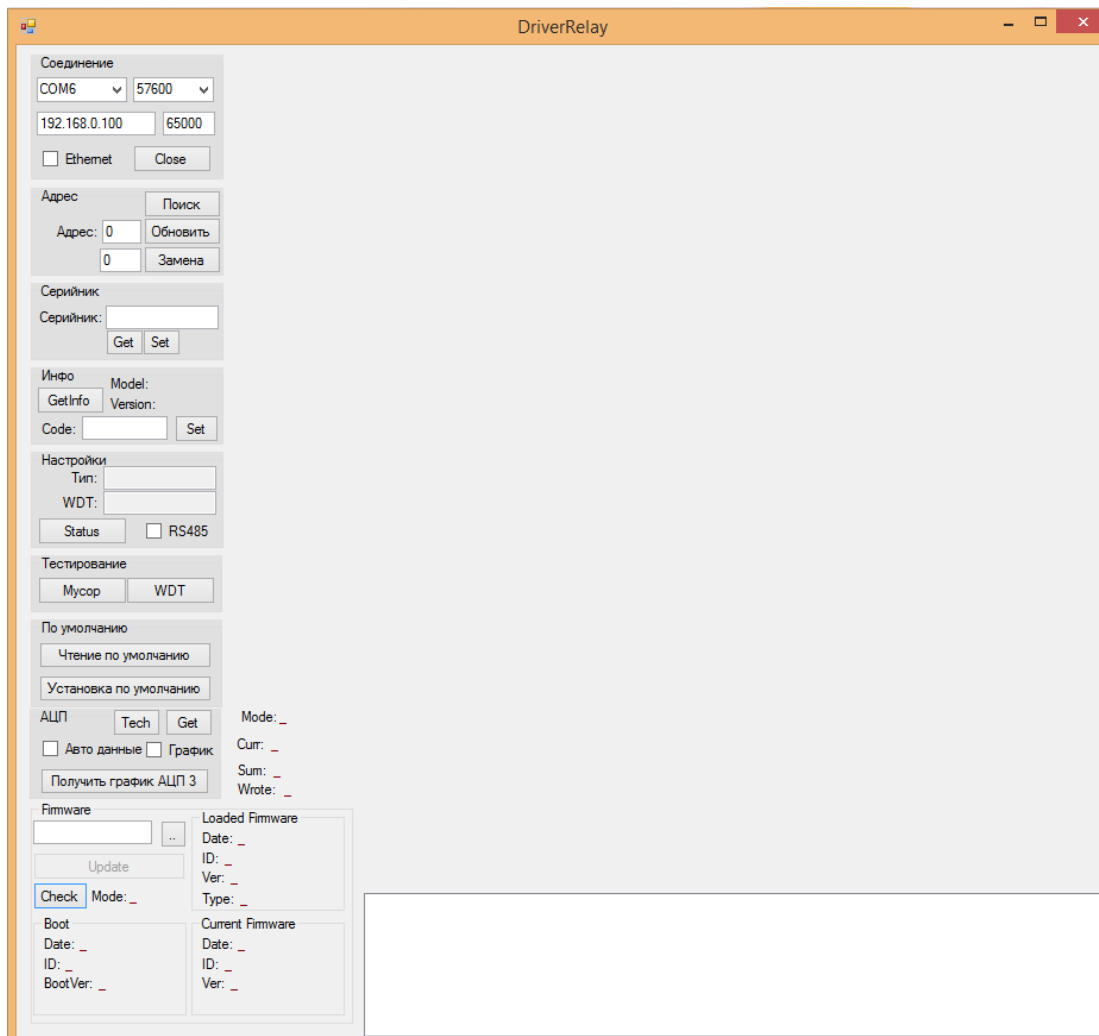 DriverRelay
Соединение
COM6 57600
192.168.0.100 65000
Ethernet Close
Адрес
Поиск
Адрес: 0 Обновить
0 Замена
Серийник
Серийник:
Get Set
Инфо
Model:
GetInfo
Version:
Code: Set
Настройки
Тип:
WDT:
Status RS485
Тестирование
Мусор WDT
По умолчанию
Чтение по умолчанию
Установка по умолчанию
АЦП Tech Get
Авто данные График
Получить график АЦП 3
Mode: _
Curr: _
Sum: _
Wrote: _
Firmware
..
Update
Check Mode: _
Loaded Firmware
Date: _
ID: _
Ver: _
Type: _
Boot
Date: _
ID: _
BootVer: _
Current Firmware
Date: _
ID: _
Ver: _